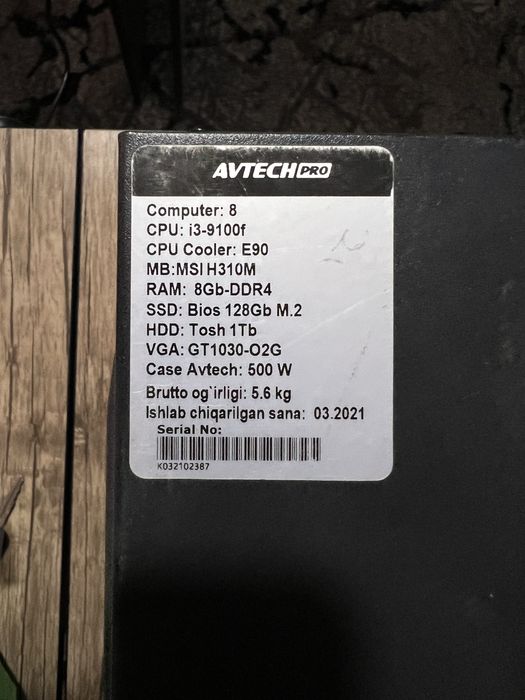 AVTECH PRO
Computer: 8
CPU: i3-9100f
CPU Cooler: E90
MB:MSI H310M
RAM: 8Gb-DDR4
SSD: Bios 128Gb M.2
HDD: Tosh 1Tb
VGA: GT1030-O2G
Case Avtech: 500 W
Brutto og`irligi: 5.6 kg
Ishlab chiqarilgan sana: 03.2021
Serial No:
K032102387